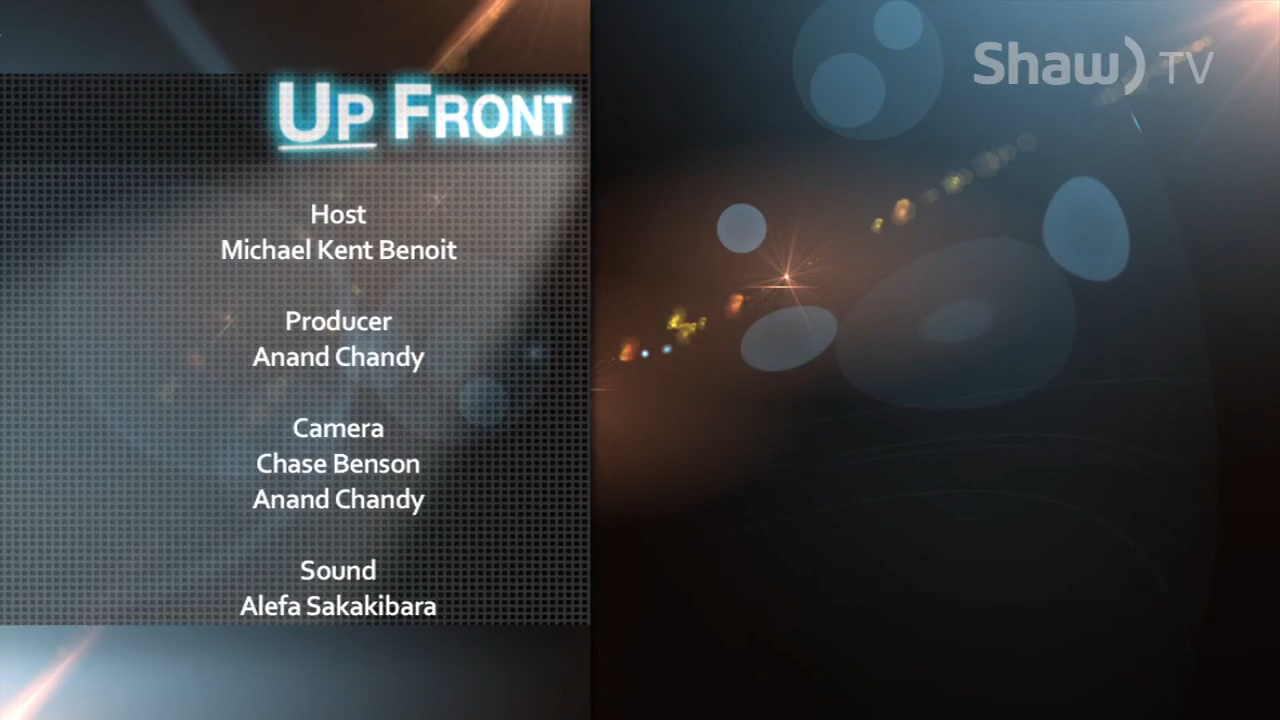 Shaw) TV
UP FRONT
Host
Michael Kent Benoit
Producer
Anand Chandy
Camera
Chase Benson
Anand Chandy
Sound
Alefa Sakakibara